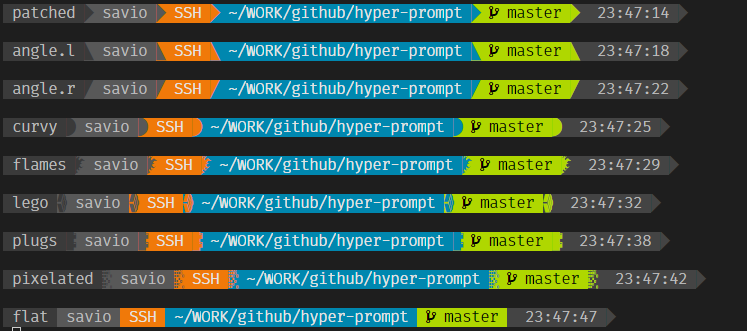 patched savio SSH ~/WORK/github/hyper-prompt master 23:47:14
angle.l savio SSH ~/WORK/github/hyper-prompt master 23:47:18
angle.r savio SSH ~/WORK/github/hyper-prompt master 23:47:22
curvy savio SSH ~/WORK/github/hyper-prompt master 23:47:25
flames savio SSH ~/WORK/github/hyper-prompt master 23:47:29
lego savio SSH ~/WORK/github/hyper-prompt master 23:47:32
plugs savio SSH ~/WORK/github/hyper-prompt master 23:47:38
pixelated savio SSH ~/WORK/github/hyper-prompt master 23:47:42
flat savio SSH ~/WORK/github/hyper-prompt master 23:47:47